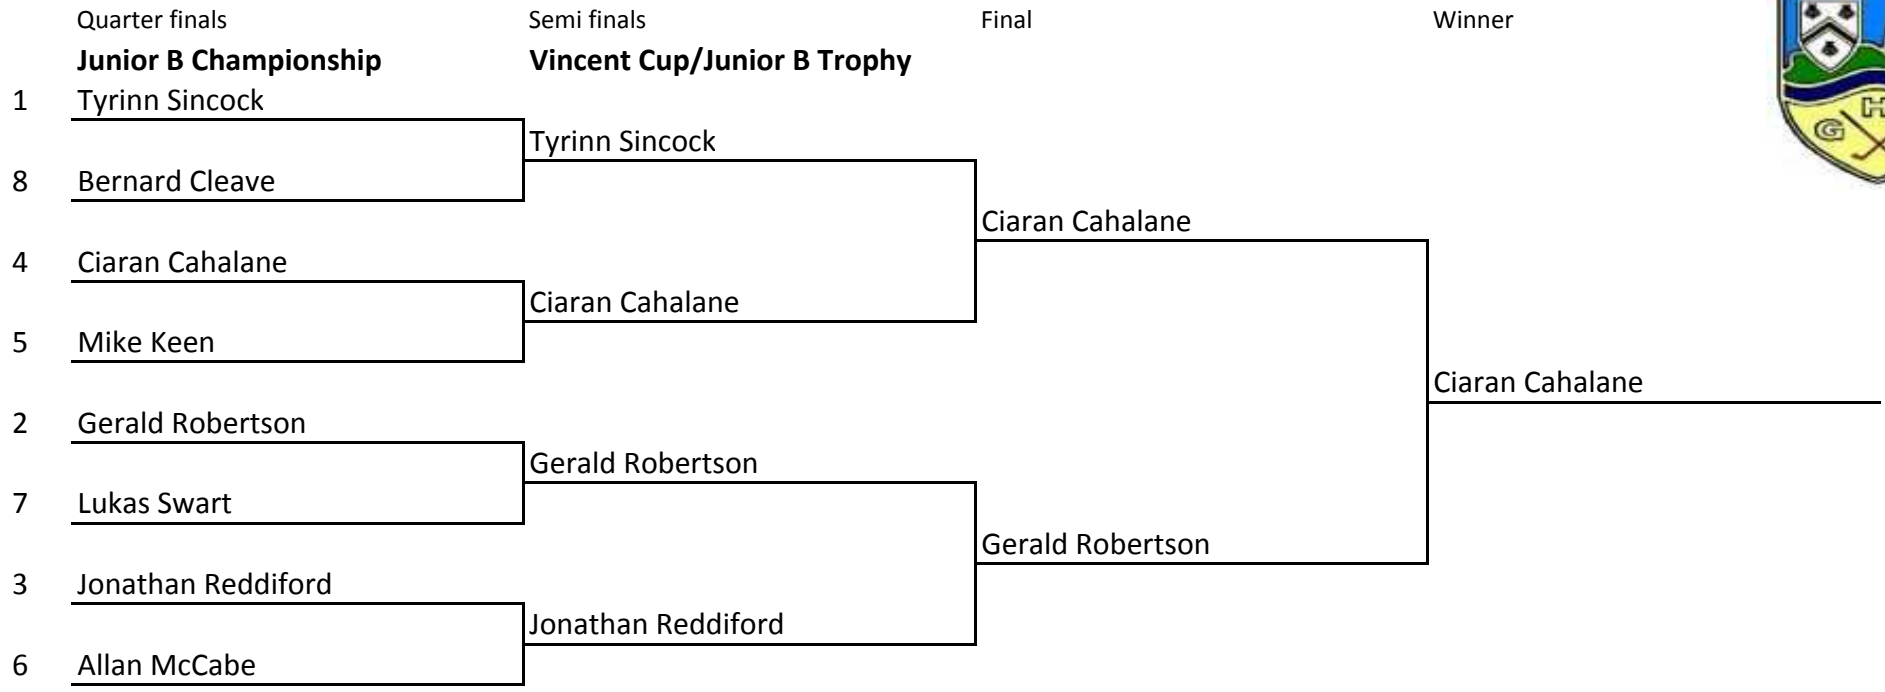 Quarter finals Semi finals Final Winner
Junior B Championship Vincent Cup/Junior B Trophy
1 Tyrinn Sincock
Tyrinn Sincock
8 Bernard Cleave
Ciaran Cahalane
4 Ciaran Cahalane
Ciaran Cahalane
5 Mike Keen
Ciaran Cahalane
2 Gerald Robertson
Gerald Robertson
7 Lukas Swart
Gerald Robertson
3 Jonathan Reddiford
Jonathan Reddiford
6 Allan McCabe
G H